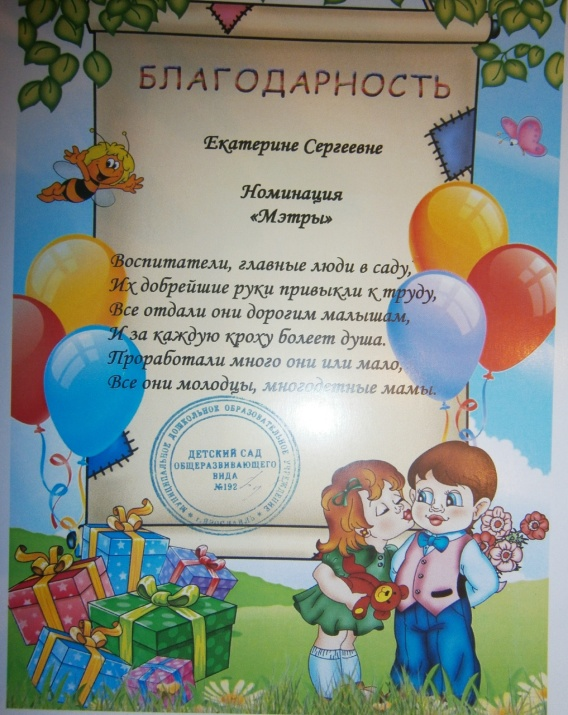 БЛАГОДАРНОСТЬ
Екатерине Сергеевне
Номинация
«Мэтры»
Воспитатели, главные люди в саду,
Их добрейшие руки привыкли к труду,
Все отдали они дорогим малышам,
И за каждую кроху болеет душа.
Проработали много они или мало,
Все они молодцы, многодетные мамы.
МУНИЦИПАЛЬНОЕ ДОШКОЛЬНОЕ ОБРАЗОВАТЕЛЬНОЕ УЧРЕЖДЕНИЕ
ДЕТСКИЙ САД
ОБЩЕРАЗВИВАЮЩЕГО
ВИДА
№192